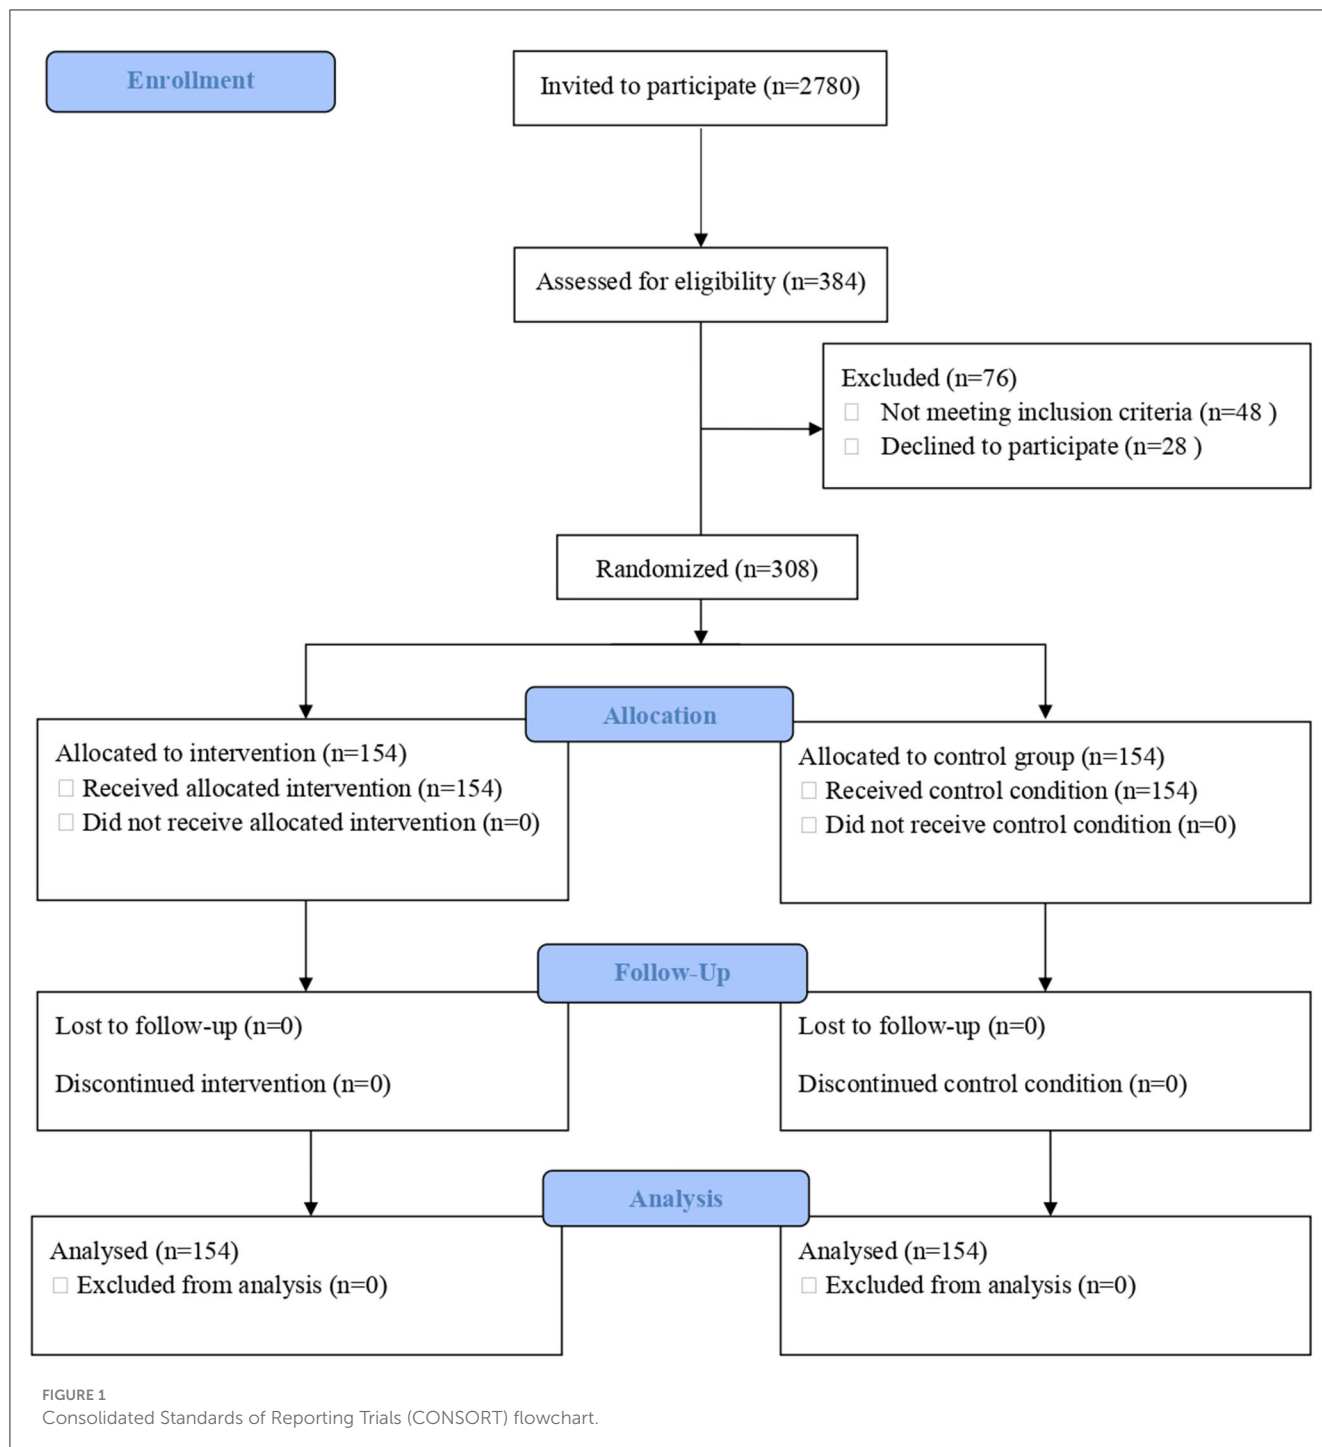 Enrollment
Invited to participate (n=2780)
Assessed for eligibility (n=384)
Excluded (n=76)
Not meeting inclusion criteria (n=48 )
Declined to participate (n=28 )
Randomized (n=308)
Allocation
Allocated to intervention (n=154)
Received allocated intervention (n=154)
Did not receive allocated intervention (n=0)
Allocated to control group (n=154)
Received control condition (n=154)
Did not receive control condition (n=0)
Follow-Up
Lost to follow-up (n=0)
Discontinued intervention (n=0)
Lost to follow-up (n=0)
Discontinued control condition (n=0)
Analysis
Analysed (n=154)
Excluded from analysis (n=0)
Analysed (n=154)
Excluded from analysis (n=0)
FIGURE 1
Consolidated Standards of Reporting Trials (CONSORT) flowchart.